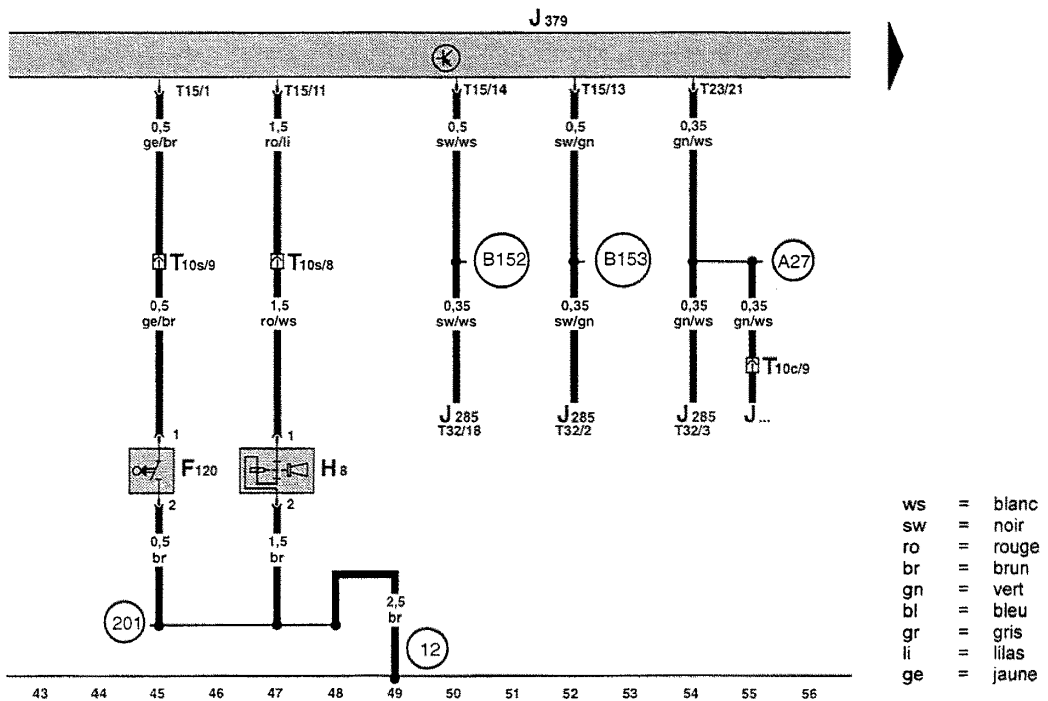 J 379
T15/1 T15/11 T15/14 T15/13 T23/21
0,5 1,5 0,5 0,5 0,35
ge/br ro/li sw/ws sw/gn gn/ws
T10s/9 T10s/8 B152 B153 A27
0,5 1,5 0,35 0,35 0,35 0,35
ge/br ro/ws sw/ws sw/gn gn/ws gn/ws
T10c/9
J 285 J 285 J 285 J ...
T32/18 T32/2 T32/3
1 1
F120 H 8
2 2
0,5 1,5
br br
2,5
br
201
12
43 44 45 46 47 48 49 50 51 52 53 54 55 56
ws = blanc
sw = noir
ro = rouge
br = brun
gn = vert
bl = bleu
gr = gris
li = lilas
ge = jaune